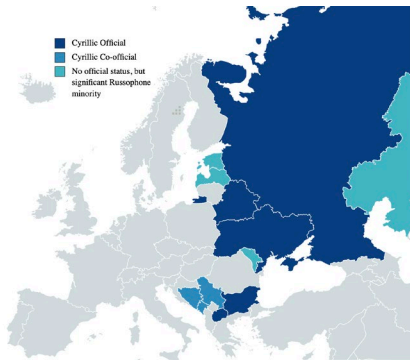 Cyrillic Official
Cyrillic Co-official
No official status, but
significant Russophone
minority